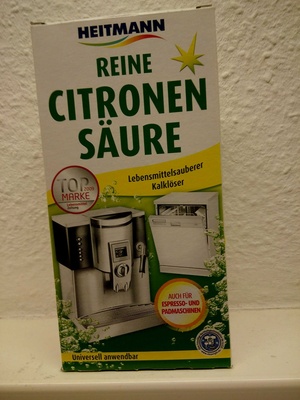 HEITMANN
REINE
CITRONEN
SÄURE
Lebensmittelsauberer
Kalklöser
TOP
MARKE
AUCH FÜR
ESPRESSO- UND
PADMASCHINEN
Universell anwendbar